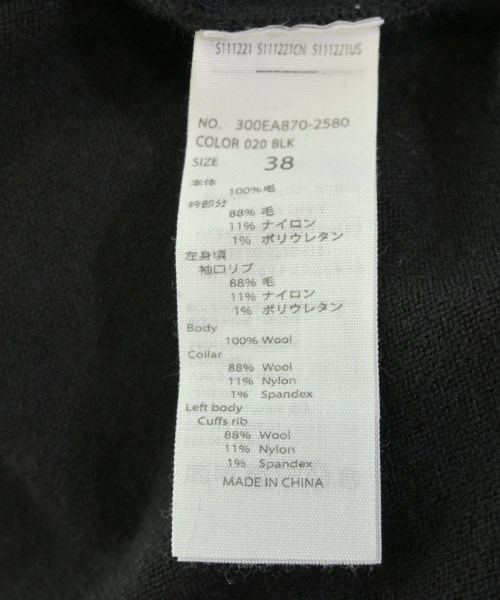 S111221 S111221CN S111221US
NO. 300EA870-2580
COLOR 020 BLK
SIZE 38
本体
100% 毛
衿部分
88% 毛
11% ナイロン
1% ポリウレタン
左身頃
袖口リブ
88% 毛
11% ナイロン
1% ポリウレタン
Body
100% Wool
Collar
88% Wool
11% Nylon
1% Spandex
Left body
Cuffs rib
88% Wool
11% Nylon
1% Spandex
MADE IN CHINA